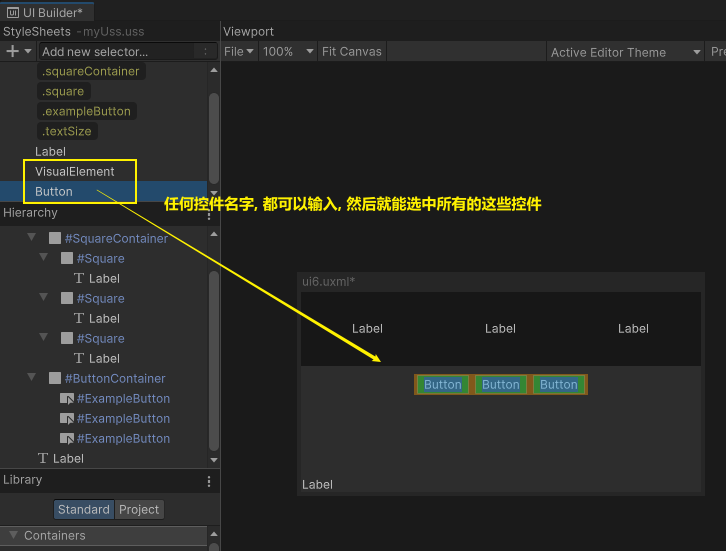 UI Builder*
StyleSheets - myUss.uss
Viewport
Add new selector...
File 100% Fit Canvas Active Editor Theme Pre
.squareContainer
.square
.exampleButton
.textSize
Label
VisualElement
Button
任何控件名字, 都可以输入, 然后就能选中所有的这些控件
Hierarchy
#SquareContainer
#Square
Label
#Square
Label
#Square
Label
#ButtonContainer
#ExampleButton
#ExampleButton
#ExampleButton
Label
ui6.uxml*
Label Label Label
Button Button Button
Label
Library
Standard Project
Containers